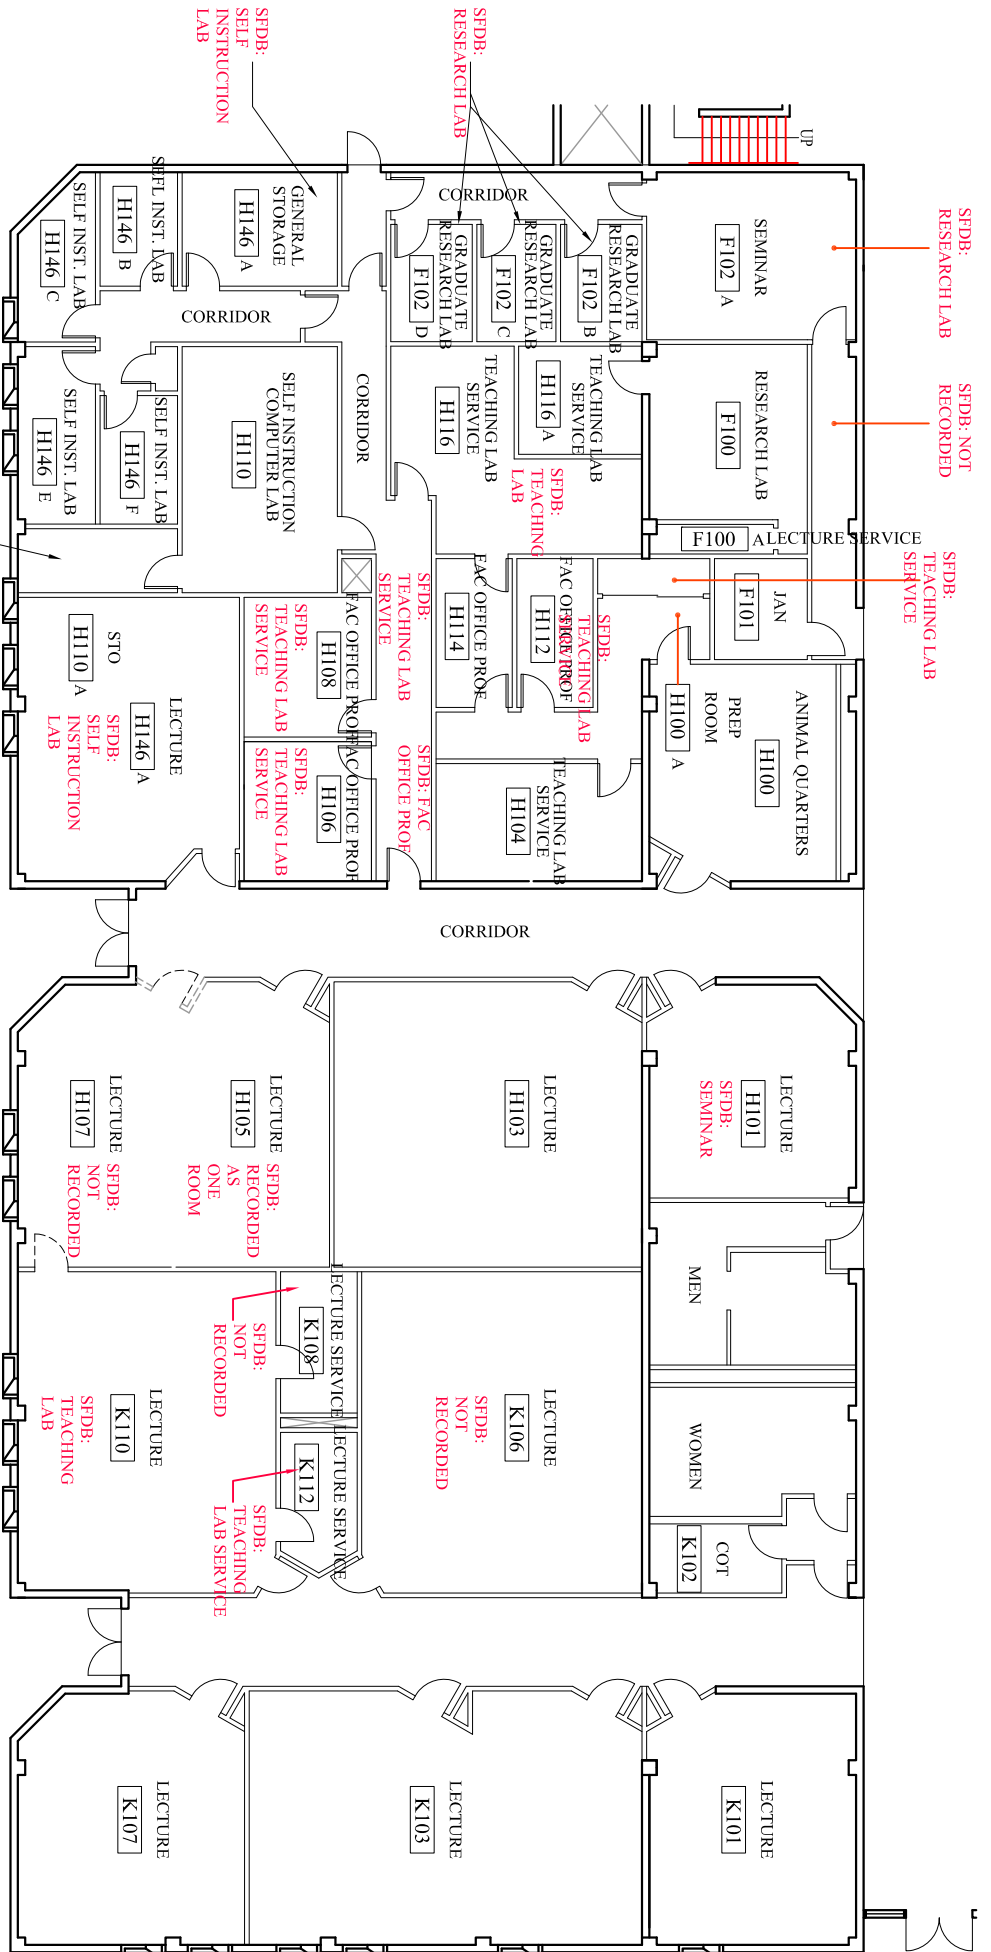 SFDB:
SELF
INSTRUCTION
LAB
SFDB:
RESEARCH LAB
UP
SFDB:
RESEARCH LAB
SFDB: NOT
RECORDED
SFDB:
TEACHING LAB
SERVICE
SELF INST. LAB
H146 C
SEFL INST. LAB
H146 B
GENERAL
STORAGE
H146 A
CORRIDOR
GRADUATE
RESEARCH LAB
F102 D
GRADUATE
RESEARCH LAB
F102 C
GRADUATE
RESEARCH LAB
F102 B
SEMINAR
F102 A
CORRIDOR
CORRIDOR
SELF INST. LAB
H146 E
SELF INST. LAB
H146 F
SELF INSTRUCTION
COMPUTER LAB
H110
TEACHING LAB
SERVICE
H116
TEACHING LAB
SERVICE
H116 A
SFDB:
TEACHING
LAB
RESEARCH LAB
F100
F100 A
LECTURE SERVICE
JAN
F101
STO
H110 A
LECTURE
H146 A
SFDB:
SELF
INSTRUCTION
LAB
FAC OFFICE PROF
H108
SFDB:
TEACHING LAB
SERVICE
FAC OFFICE PROF
H106
SFDB:
TEACHING LAB
SERVICE
SFDB:
TEACHING LAB
SERVICE
SFDB: FAC
OFFICE PROF
FAC OFFICE PROF
H114
FAC OFFICE PROF
H112
SFDB:
TEACHING LAB
SERVICE
TEACHING LAB
SERVICE
H104
PREP
ROOM
H100 A
ANIMAL QUARTERS
H100
CORRIDOR
LECTURE
H107
SFDB:
NOT
RECORDED
LECTURE
H105
SFDB:
RECORDED
AS
ONE
ROOM
LECTURE
H103
LECTURE
H101
SFDB:
SEMINAR
MEN
WOMEN
COT
K102
LECTURE
K110
SFDB:
TEACHING
LAB
LECTURE SERVICE
K108
SFDB:
NOT
RECORDED
LECTURE SERVICE
K112
SFDB:
TEACHING
LAB SERVICE
LECTURE
K106
SFDB:
NOT
RECORDED
LECTURE
K107
LECTURE
K103
LECTURE
K101